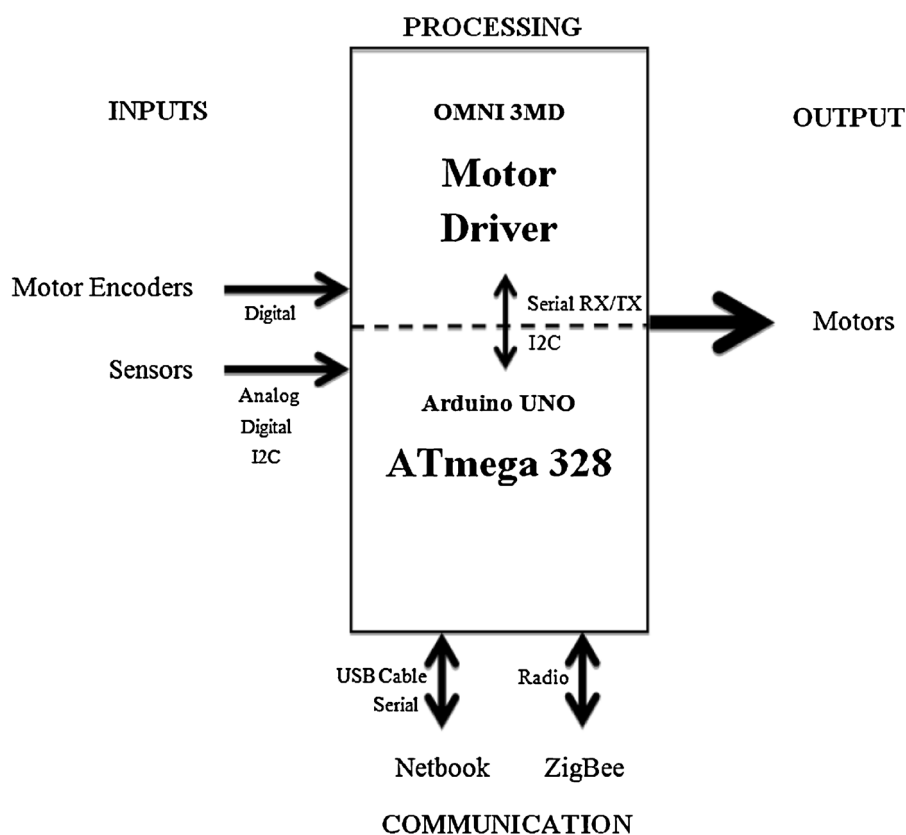 PROCESSING
INPUTS
OUTPUT
OMNI 3MD
Motor
Driver
Motor Encoders
Digital
Serial RX/TX
Motors
I2C
Sensors
Analog
Digital
I2C
Arduino UNO
ATmega 328
USB Cable
Serial
Radio
Netbook
ZigBee
COMMUNICATION